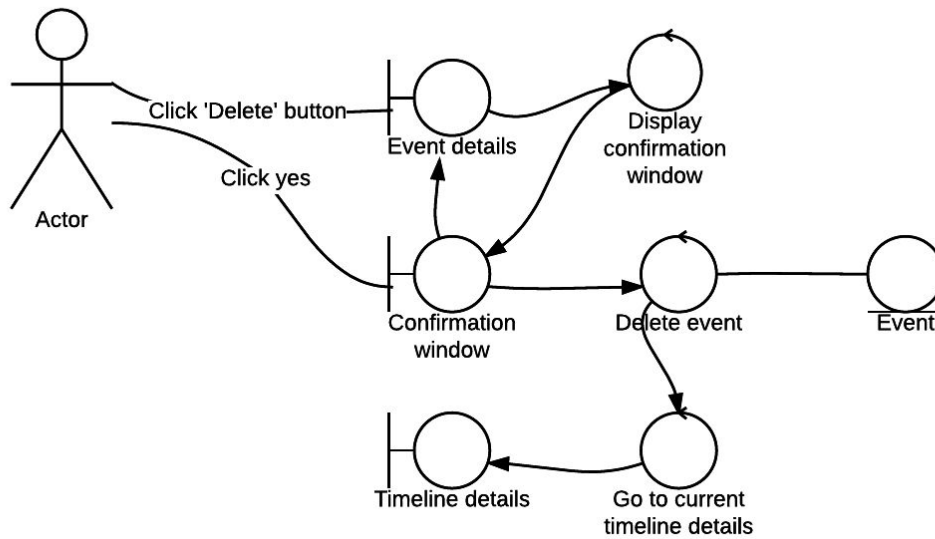 Click 'Delete' button
Event details
Display
confirmation
window
Click yes
Actor
Confirmation
window
Delete event
Event
Timeline details
Go to current
timeline details